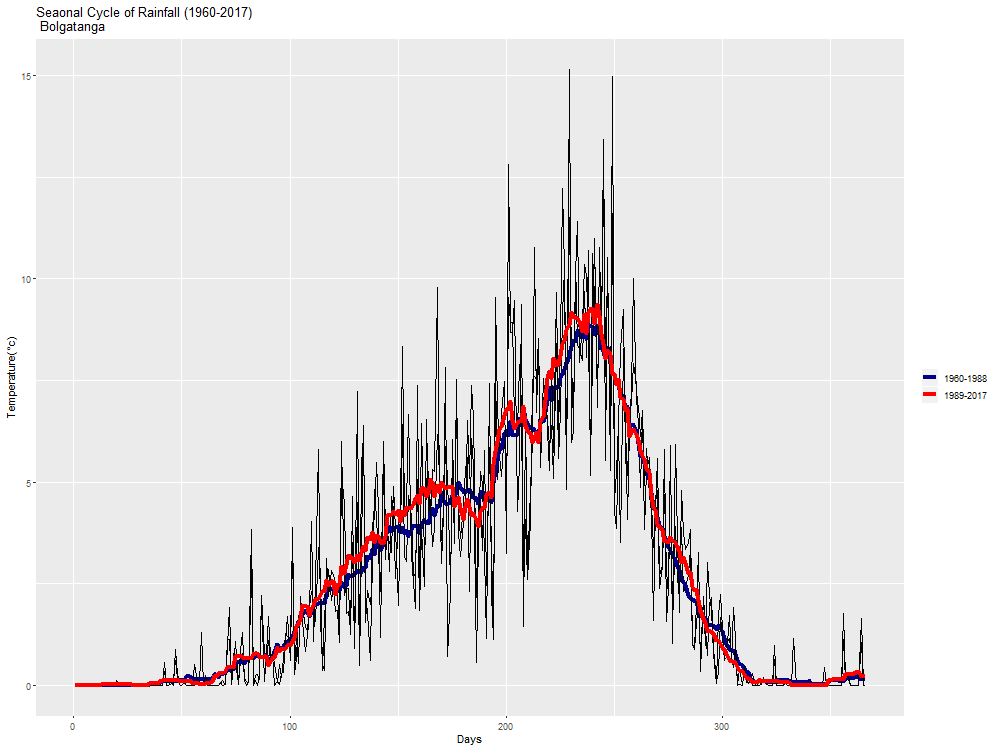 Seaonal Cycle of Rainfall (1960-2017)
Bolgatanga
15
10
5
0
Temperature(°c)
0
100
200
300
Days
1960-1988
1989-2017